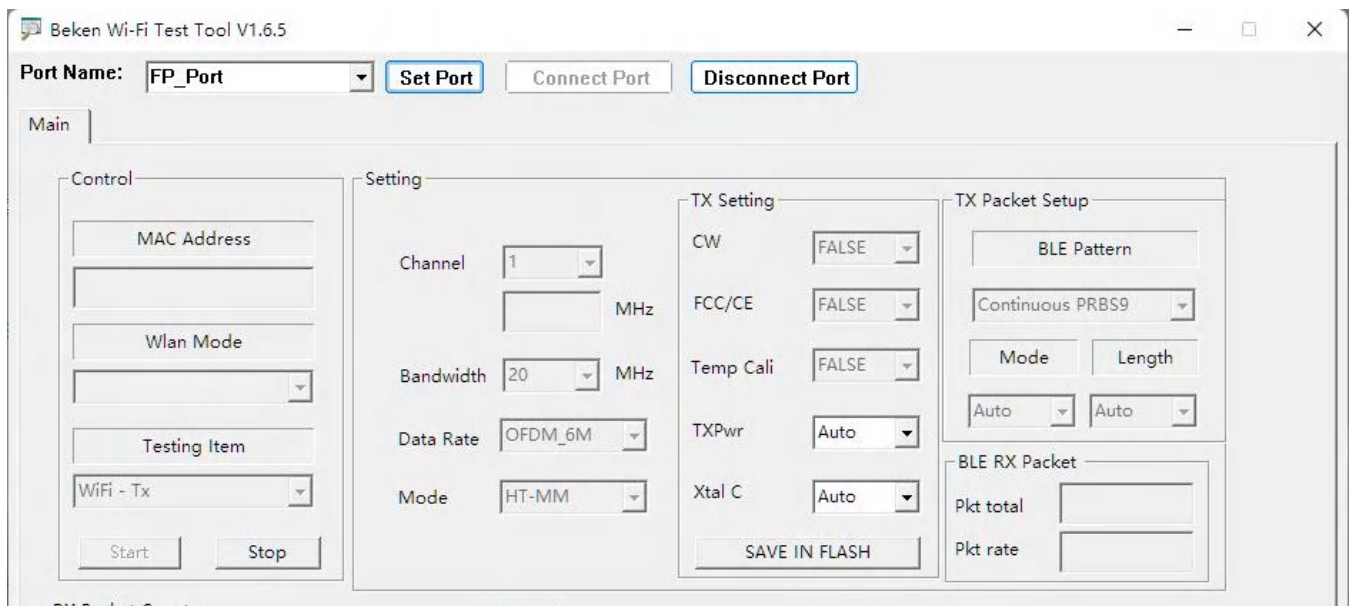 Beken Wi-Fi Test Tool V1.6.5
Port Name: FP_Port Set Port Connect Port Disconnect Port
Main
Control
MAC Address
Wlan Mode
Testing Item
WiFi - Tx
Start Stop
Setting
Channel 1
MHz
Bandwidth 20 MHz
Data Rate OFDM_6M
Mode HT-MM
TX Setting
CW FALSE
FCC/CE FALSE
Temp Cali FALSE
TXPwr Auto
Xtal C Auto
SAVE IN FLASH
TX Packet Setup
BLE Pattern
Continuous PRBS9
Mode Length
Auto Auto
BLE RX Packet
Pkt total
Pkt rate